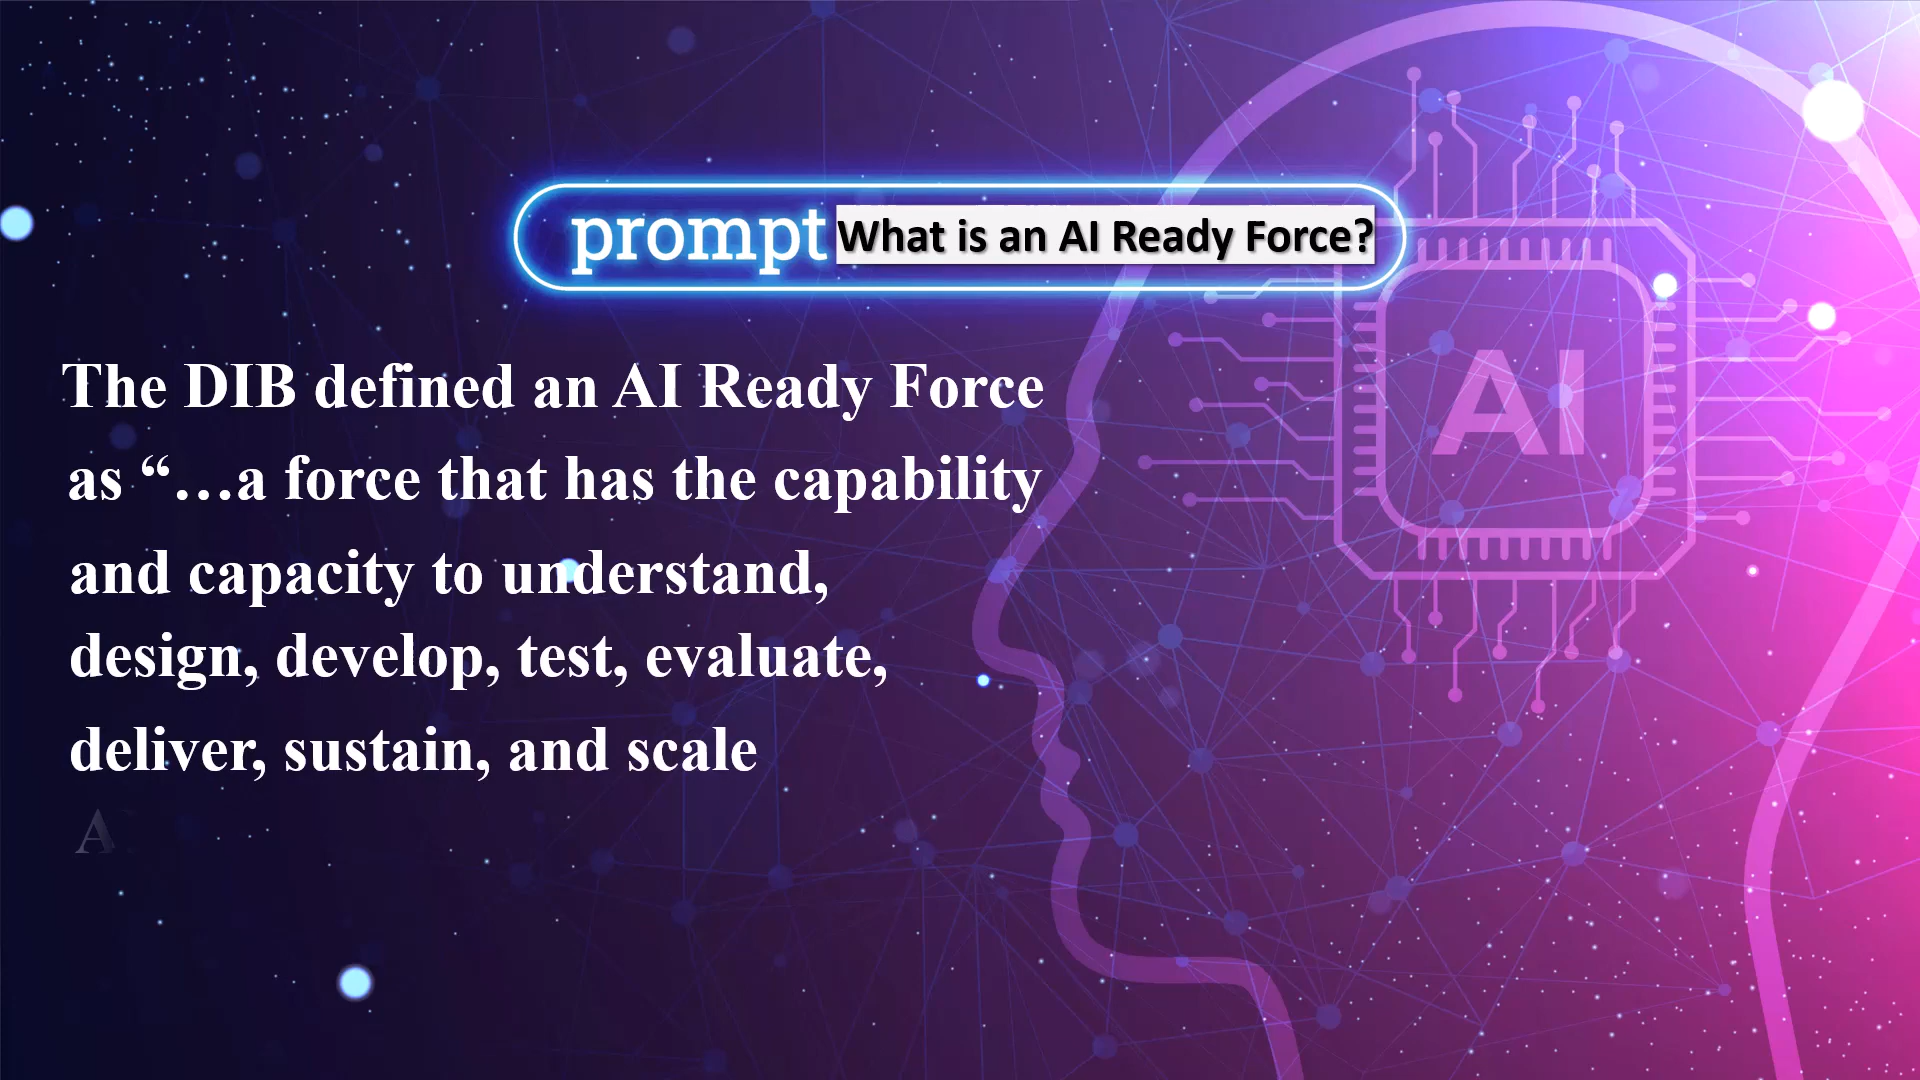 prompt What is an AI Ready Force?
AI
The DIB defined an AI Ready Force
as “…a force that has the capability
and capacity to understand,
design, develop, test, evaluate,
deliver, sustain, and scale
A